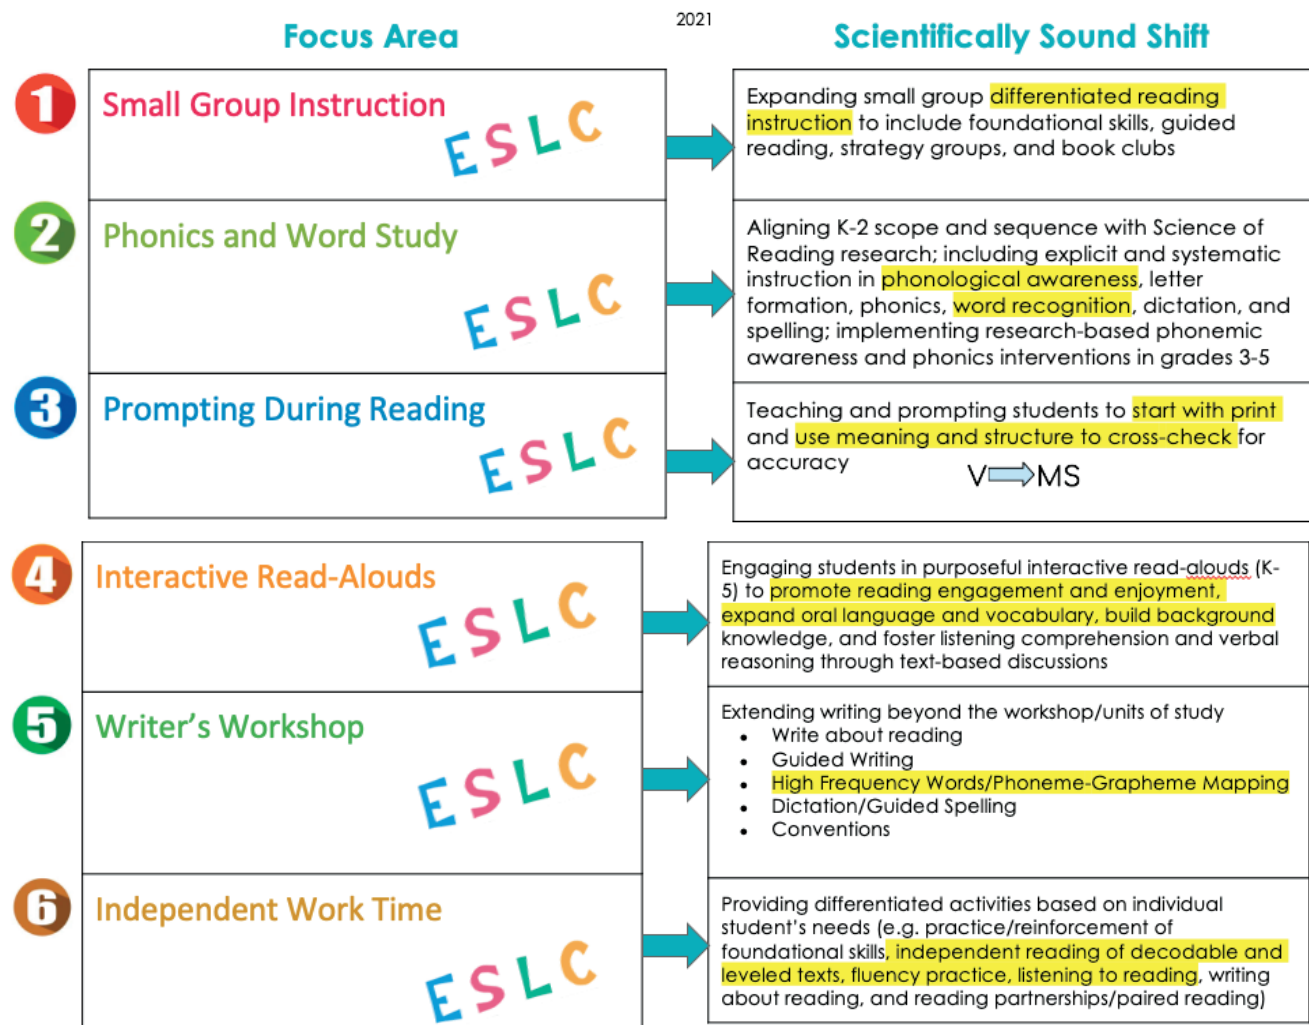 2021
Focus Area
Scientifically Sound Shift
1
Small Group Instruction
ESLC
Expanding small group differentiated reading
instruction to include foundational skills, guided
reading, strategy groups, and book clubs
2
Phonics and Word Study
ESLC
Aligning K-2 scope and sequence with Science of
Reading research; including explicit and systematic
instruction in phonological awareness, letter
formation, phonics, word recognition, dictation, and
spelling; implementing research-based phonemic
awareness and phonics interventions in grades 3-5
3
Prompting During Reading
ESLC
Teaching and prompting students to start with print
and use meaning and structure to cross-check for
accuracy
V MS
4
Interactive Read-Alouds
ESLC
Engaging students in purposeful interactive read-alouds (K-
5) to promote reading engagement and enjoyment,
expand oral language and vocabulary, build background
knowledge, and foster listening comprehension and verbal
reasoning through text-based discussions
5
Writer's Workshop
ESLC
Extending writing beyond the workshop/units of study
• Write about reading
• Guided Writing
• High Frequency Words/Phoneme-Grapheme Mapping
• Dictation/Guided Spelling
• Conventions
6
Independent Work Time
ESLC
Providing differentiated activities based on individual
student's needs (e.g. practice/reinforcement of
foundational skills, independent reading of decodable and
leveled texts, fluency practice, listening to reading, writing
about reading, and reading partnerships/paired reading)